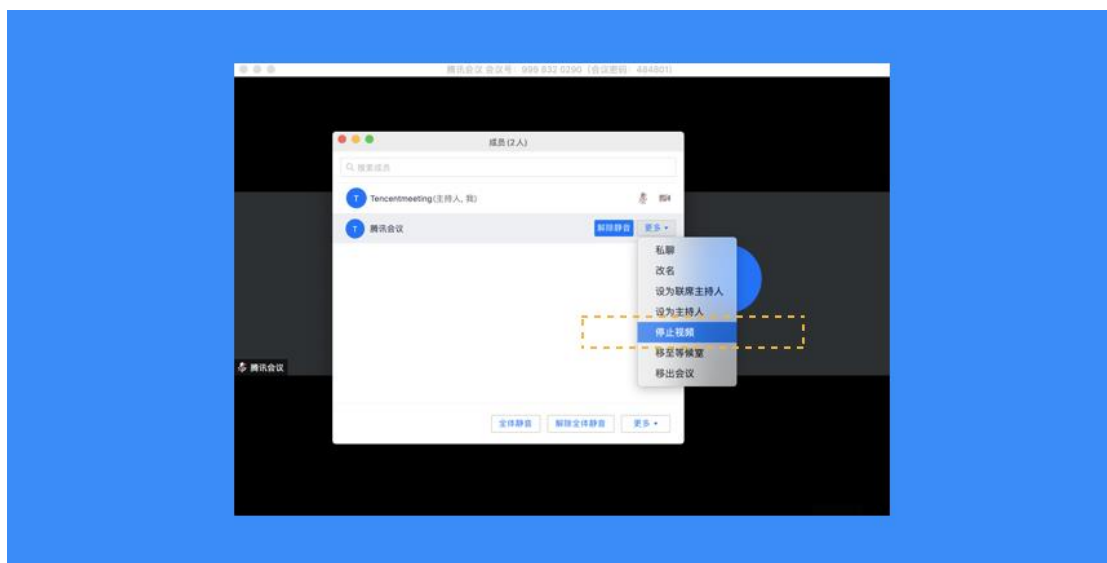 腾讯会议 会议号：999 832 0290（会议密码：484801）
成员(2人)
搜索成员
T Tencentmeeting(主持人, 我)
T 腾讯会议 解除静音 更多
私聊
改名
设为联席主持人
设为主持人
停止视频
移至等候室
移出会议
腾讯会议
全体静音 解除全体静音 更多